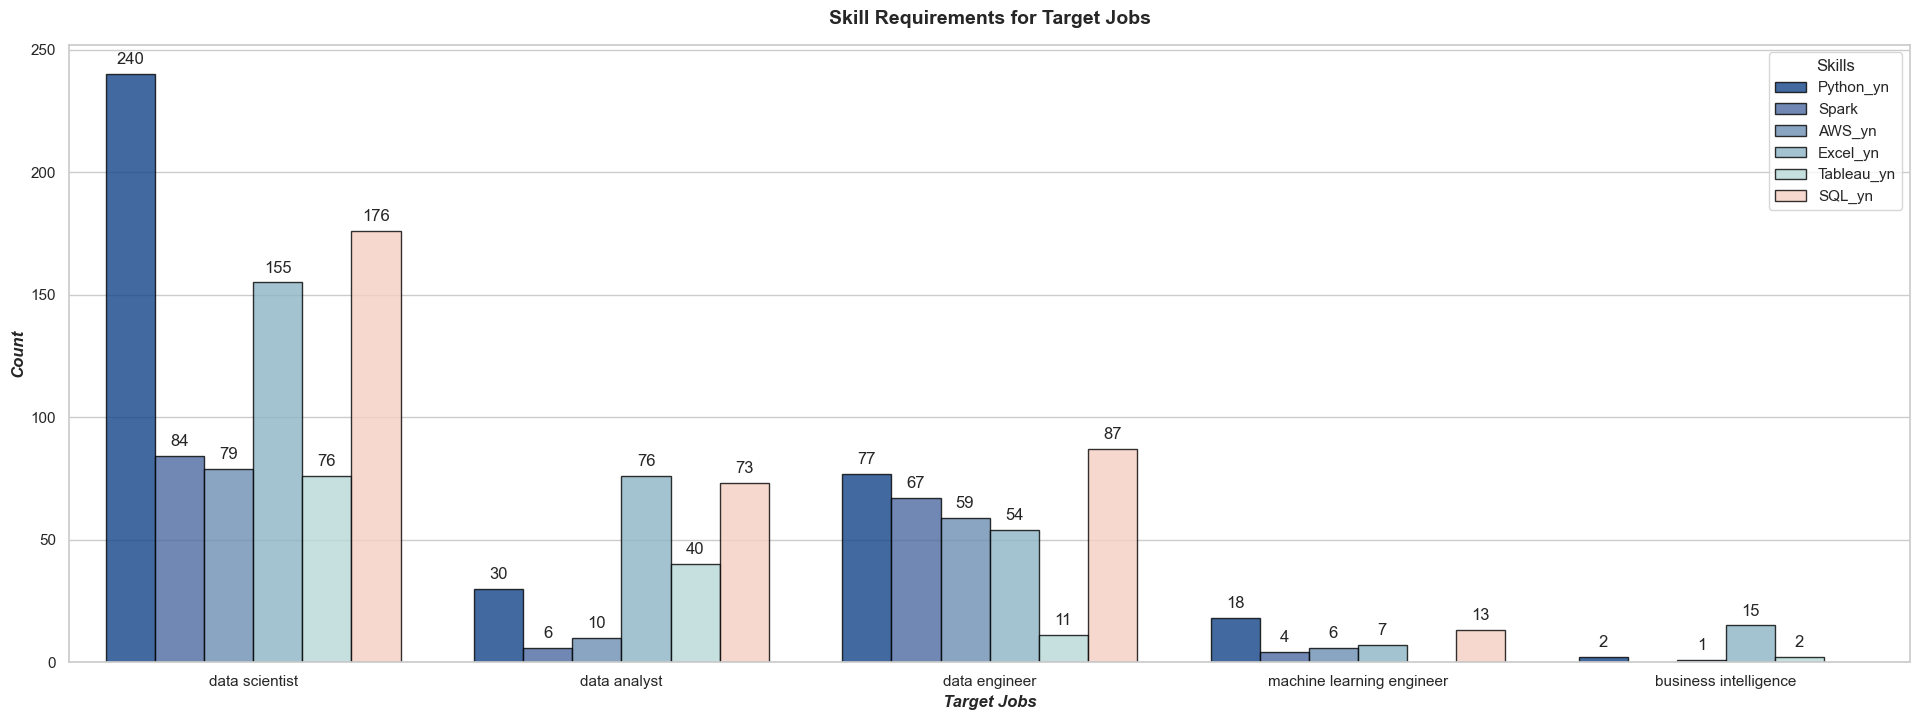 Skill Requirements for Target Jobs
250
200
150
100
50
0
Count
240
84
79
155
76
176
30
6
10
76
40
73
77
67
59
54
11
87
18
4
6
7
13
2
1
15
2
Skills
Python_yn
Spark
AWS_yn
Excel_yn
Tableau_yn
SQL_yn
data scientist
data analyst
data engineer
machine learning engineer
business intelligence
Target Jobs